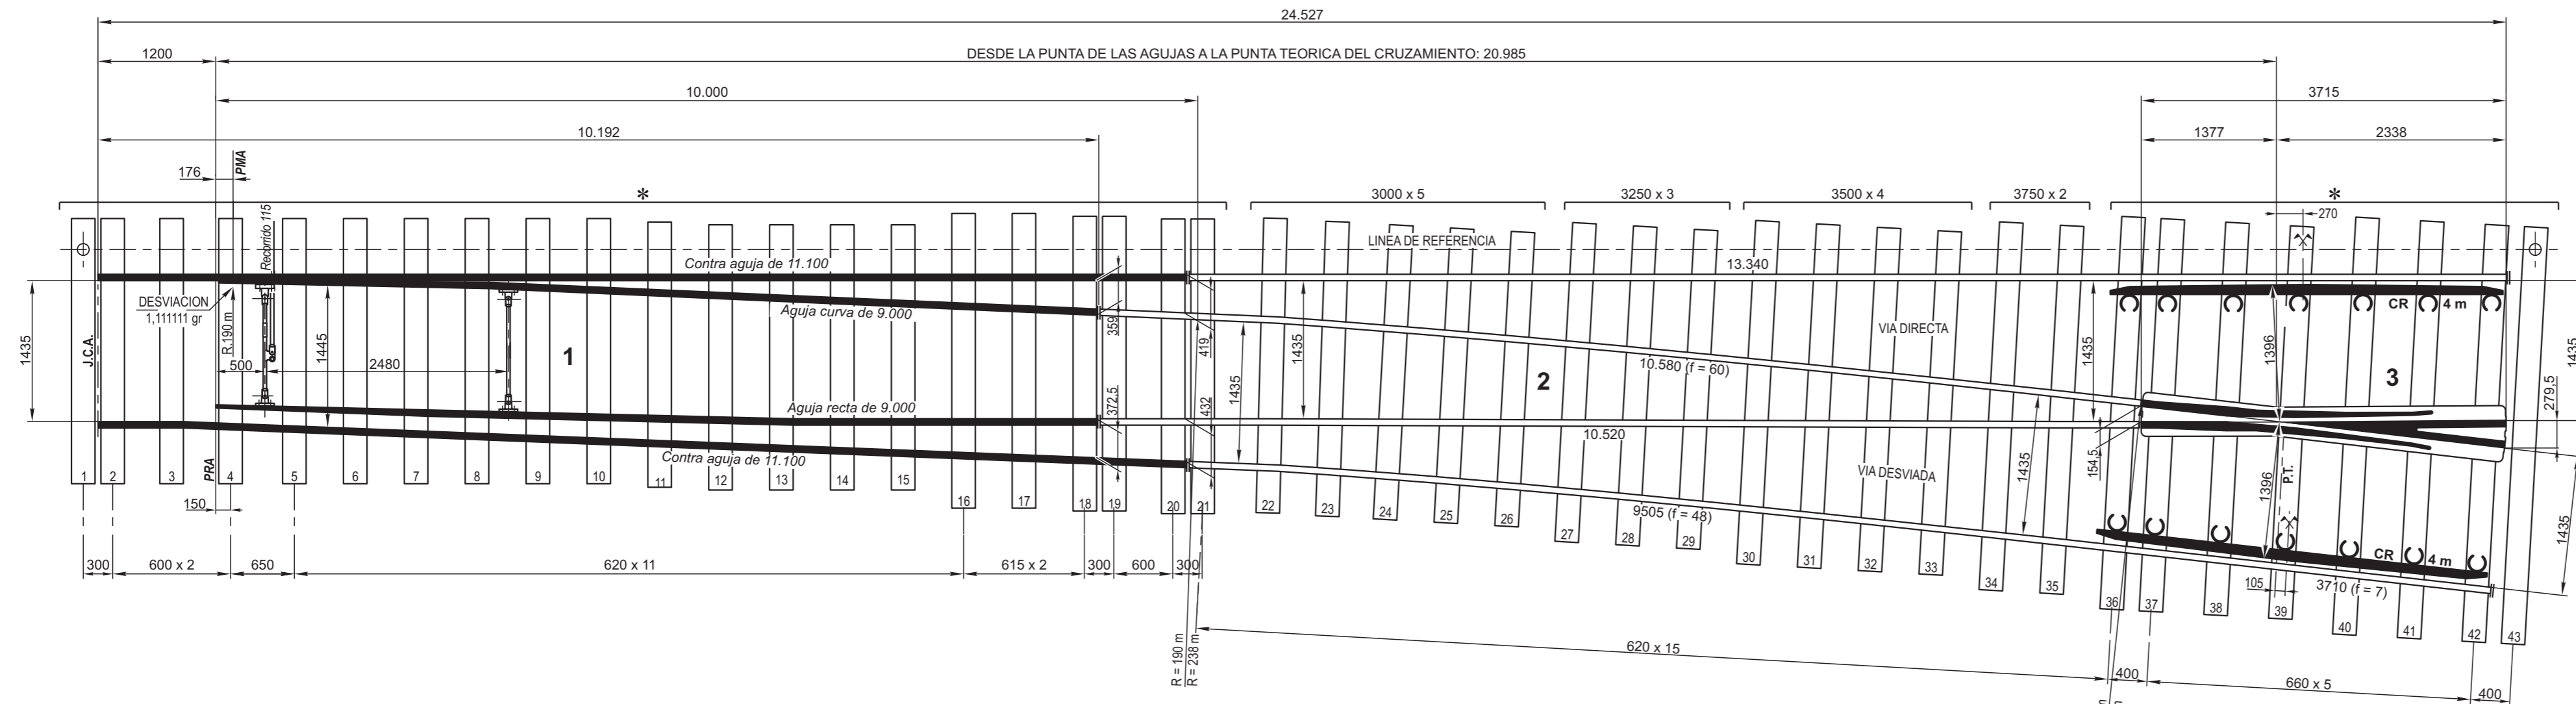 24.527
1200
DESDE LA PUNTA DE LAS AGUJAS A LA PUNTA TEORICA DEL CRUZAMIENTO: 20.985
10.000
3715
10.192
1377
2338
176
PMA
*
3000 x 5
3250 x 3
3500 x 4
3750 x 2
*
270
Recorrido 115
LINEA DE REFERENCIA
Contra aguja de 11.100
13.340
DESVIACION
1,111111 gr
Aguja curva de 9.000
359
CR
4 m
1435
J.C.A.
R.190 m
500
1445
2480
1
419
1435
1435
VIA DIRECTA
1435
1396
1435
10.580 (f = 60)
2
3
279,5
Aguja recta de 9.000
372,5
432
10.520
Contra aguja de 11.100
PRA
VIA DESVIADA
1435
154,5
1396
P.T.
1435
9505 (f = 48)
CR
4 m
105
3710 (f = 7)
1
2
3
4
5
6
7
8
9
10
11
12
13
14
15
16
17
18
19
20
21
22
23
24
25
26
27
28
29
30
31
32
33
34
35
36
37
38
39
40
41
42
43
150
300
600 x 2
650
620 x 11
615 x 2
300
600
300
R = 190 m
R = 238 m
620 x 15
400
660 x 5
400